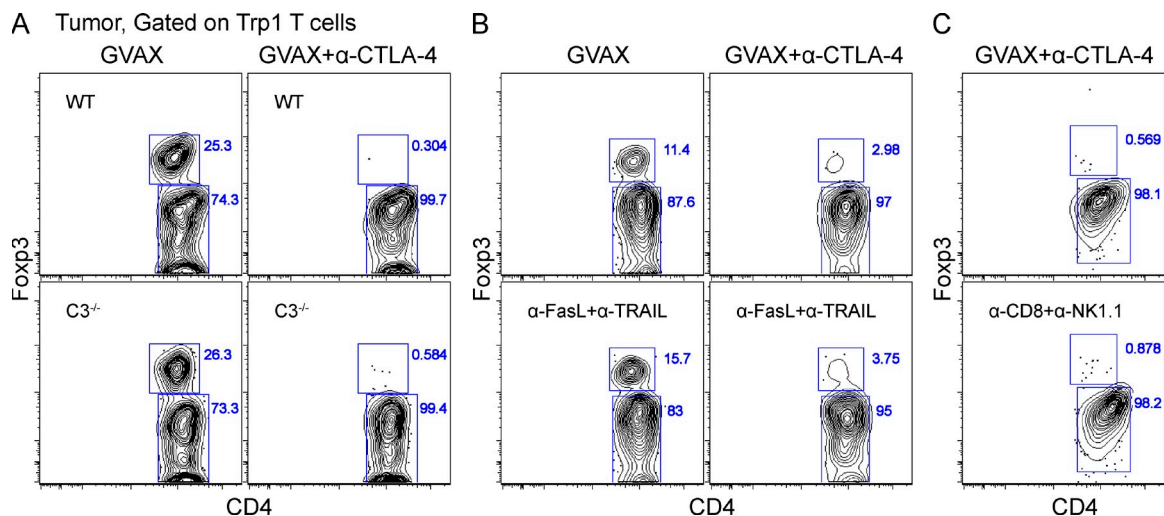 A Tumor, Gated on Trp1 T cells
GVAX GVAX+α-CTLA-4
WT
25.3
74.3
WT
0.304
99.7
C3-/-
26.3
73.3
C3-/-
0.584
99.4
Foxp3
CD4
B
GVAX GVAX+α-CTLA-4
11.4
87.6
2.98
97
α-FasL+α-TRAIL
15.7
83
α-FasL+α-TRAIL
3.75
95
Foxp3
CD4
C
GVAX+α-CTLA-4
0.569
98.1
α-CD8+α-NK1.1
0.878
98.2
Foxp3
CD4